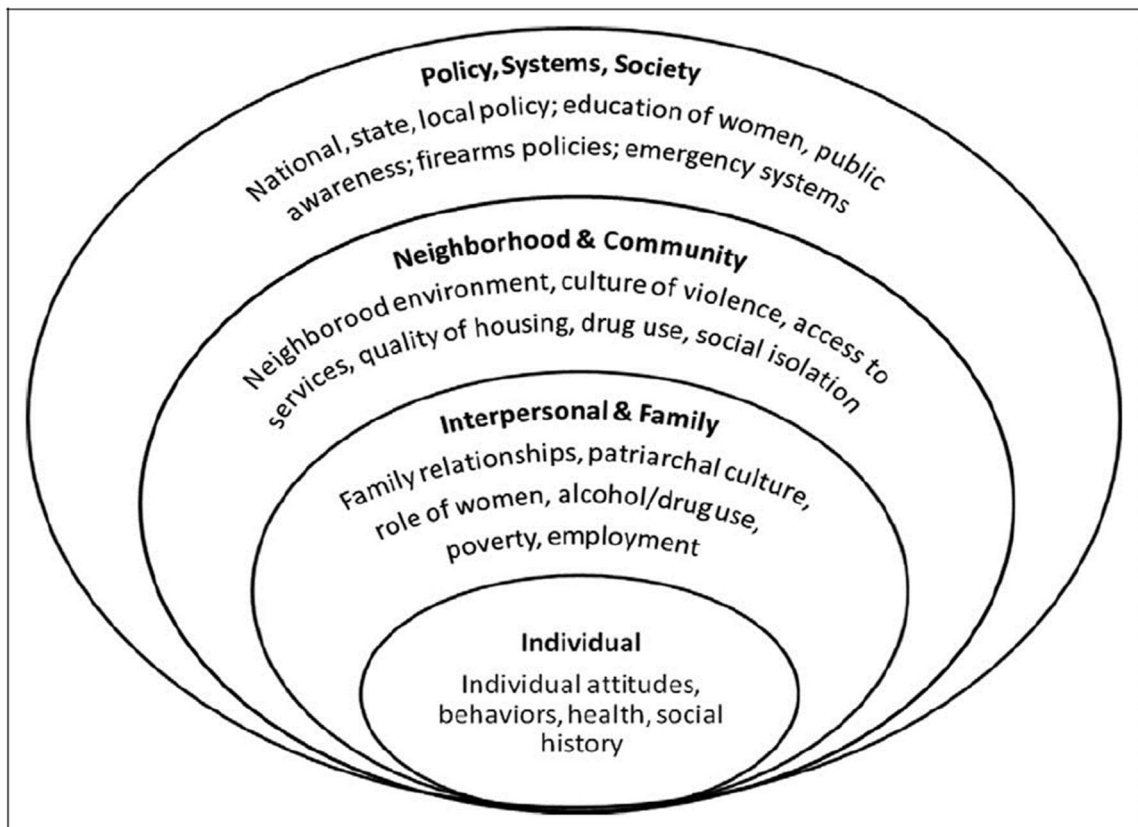 Policy, Systems, Society
National, state, local policy; education of women, public
awareness; firearms policies; emergency systems
Neighborhood & Community
Neighborood environment, culture of violence, access to
services, quality of housing, drug use, social isolation
Interpersonal & Family
Family relationships, patriarchal culture,
role of women, alcohol/drug use,
poverty, employment
Individual
Individual attitudes,
behaviors, health, social
history